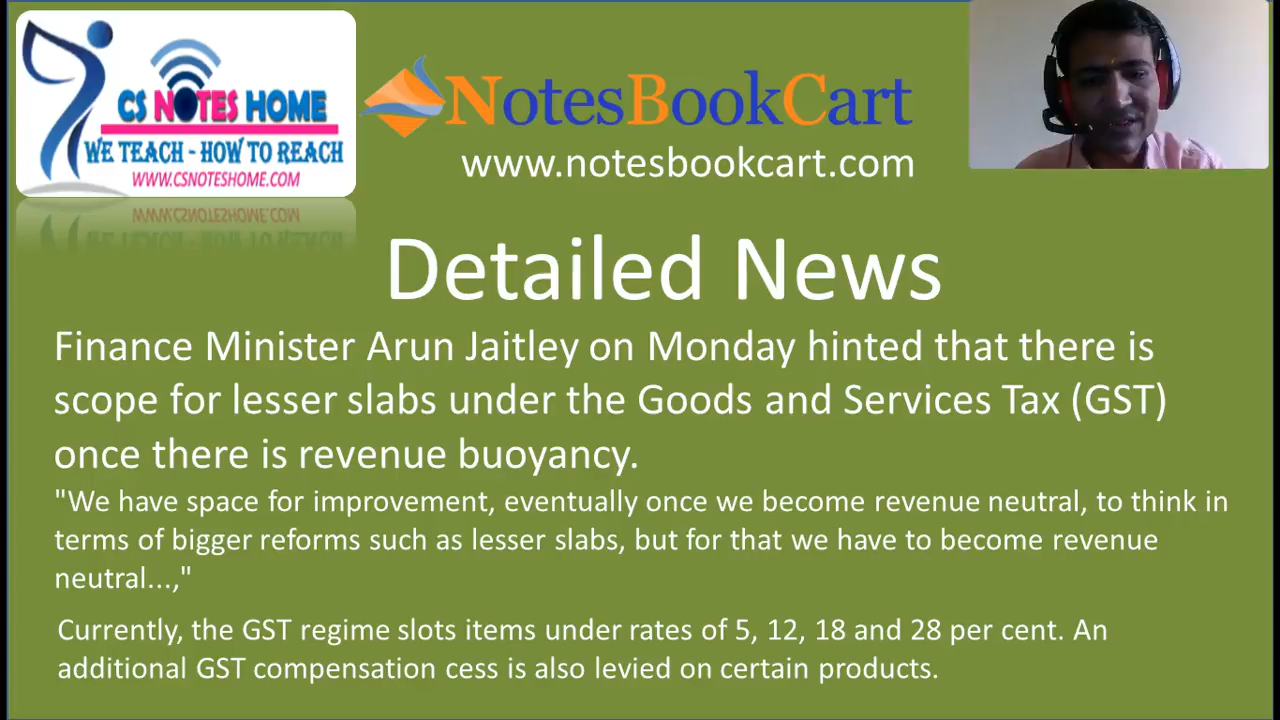 CS NOTES HOME
WE TEACH - HOW TO REACH
WWW.CSNOTESHOME.COM
NotesBookCart
www.notesbookcart.com
Detailed News
Finance Minister Arun Jaitley on Monday hinted that there is
scope for lesser slabs under the Goods and Services Tax (GST)
once there is revenue buoyancy.
"We have space for improvement, eventually once we become revenue neutral, to think in
terms of bigger reforms such as lesser slabs, but for that we have to become revenue
neutral...,"
Currently, the GST regime slots items under rates of 5, 12, 18 and 28 per cent. An
additional GST compensation cess is also levied on certain products.